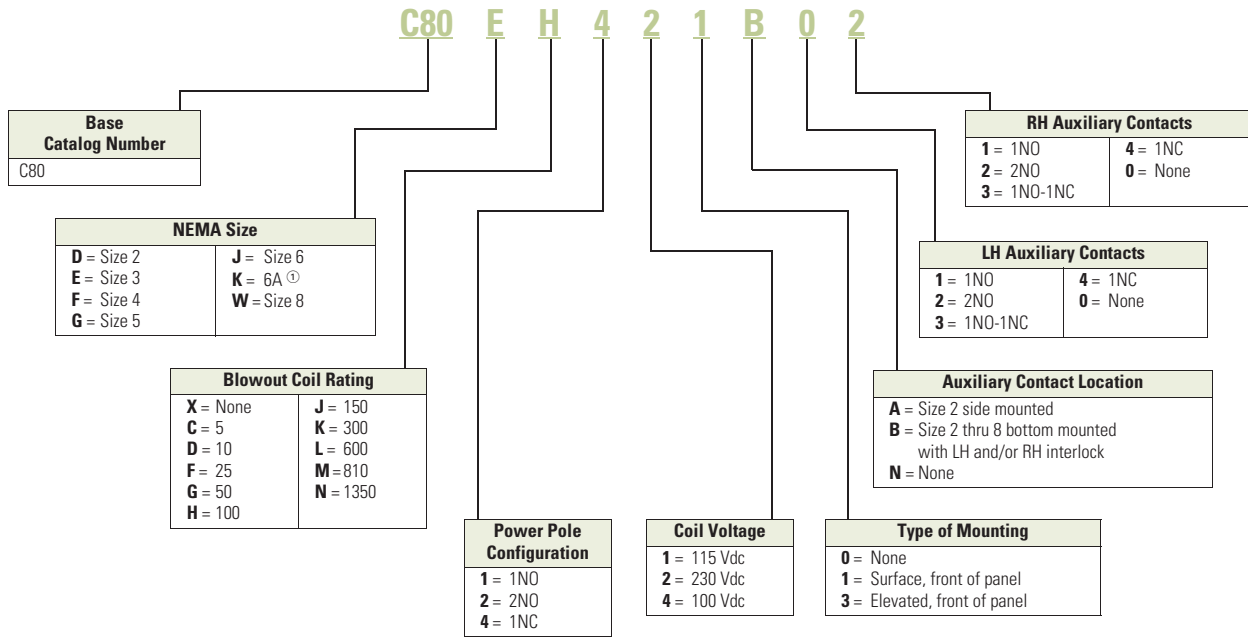 C80 E H 4 2 1 B 0 2
Base
Catalog Number
C80
NEMA Size
D = Size 2
E = Size 3
F = Size 4
G = Size 5
J = Size 6
K = 6A ①
W = Size 8
Blowout Coil Rating
X = None
C = 5
D = 10
F = 25
G = 50
H = 100
J = 150
K = 300
L = 600
M = 810
N = 1350
Power Pole
Configuration
1 = 1NO
2 = 2NO
4 = 1NC
Coil Voltage
1 = 115 Vdc
2 = 230 Vdc
4 = 100 Vdc
Type of Mounting
0 = None
1 = Surface, front of panel
3 = Elevated, front of panel
Auxiliary Contact Location
A = Size 2 side mounted
B = Size 2 thru 8 bottom mounted
with LH and/or RH interlock
N = None
LH Auxiliary Contacts
1 = 1NO
2 = 2NO
3 = 1NO-1NC
4 = 1NC
0 = None
RH Auxiliary Contacts
1 = 1NO
2 = 2NO
3 = 1NO-1NC
4 = 1NC
0 = None